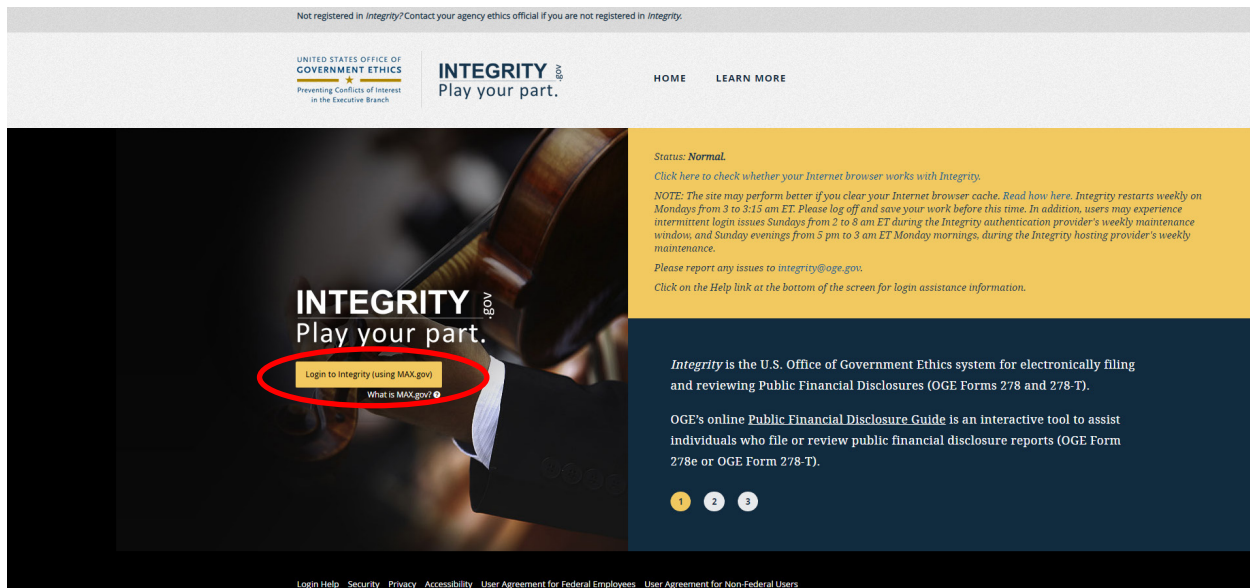 Not registered in Integrity? Contact your agency ethics official if you are not registered in Integrity.
UNITED STATES OFFICE OF
GOVERNMENT ETHICS
Preventing Conflicts of Interest
in the Executive Branch
INTEGRITY .gov
Play your part.
HOME LEARN MORE
Status: Normal.
Click here to check whether your Internet browser works with Integrity.
NOTE: The site may perform better if you clear your Internet browser cache. Read how here. Integrity restarts weekly on
Mondays from 3 to 3:15 am ET. Please log off and save your work before this time. In addition, users may experience
intermittent login issues Sundays from 2 to 8 am ET during the Integrity authentication provider's weekly maintenance
window, and Sunday evenings from 5 pm to 3 am ET Monday mornings, during the Integrity hosting provider's weekly
maintenance.
Please report any issues to integrity@oge.gov.
Click on the Help link at the bottom of the screen for login assistance information.
INTEGRITY .gov
Play your part.
Login to Integrity (using MAX.gov)
What is MAX.gov? ?
Integrity is the U.S. Office of Government Ethics system for electronically filing
and reviewing Public Financial Disclosures (OGE Forms 278 and 278-T).
OGE's online Public Financial Disclosure Guide is an interactive tool to assist
individuals who file or review public financial disclosure reports (OGE Form
278e or OGE Form 278-T).
1 2 3
Login Help Security Privacy Accessibility User Agreement for Federal Employees User Agreement for Non-Federal Users